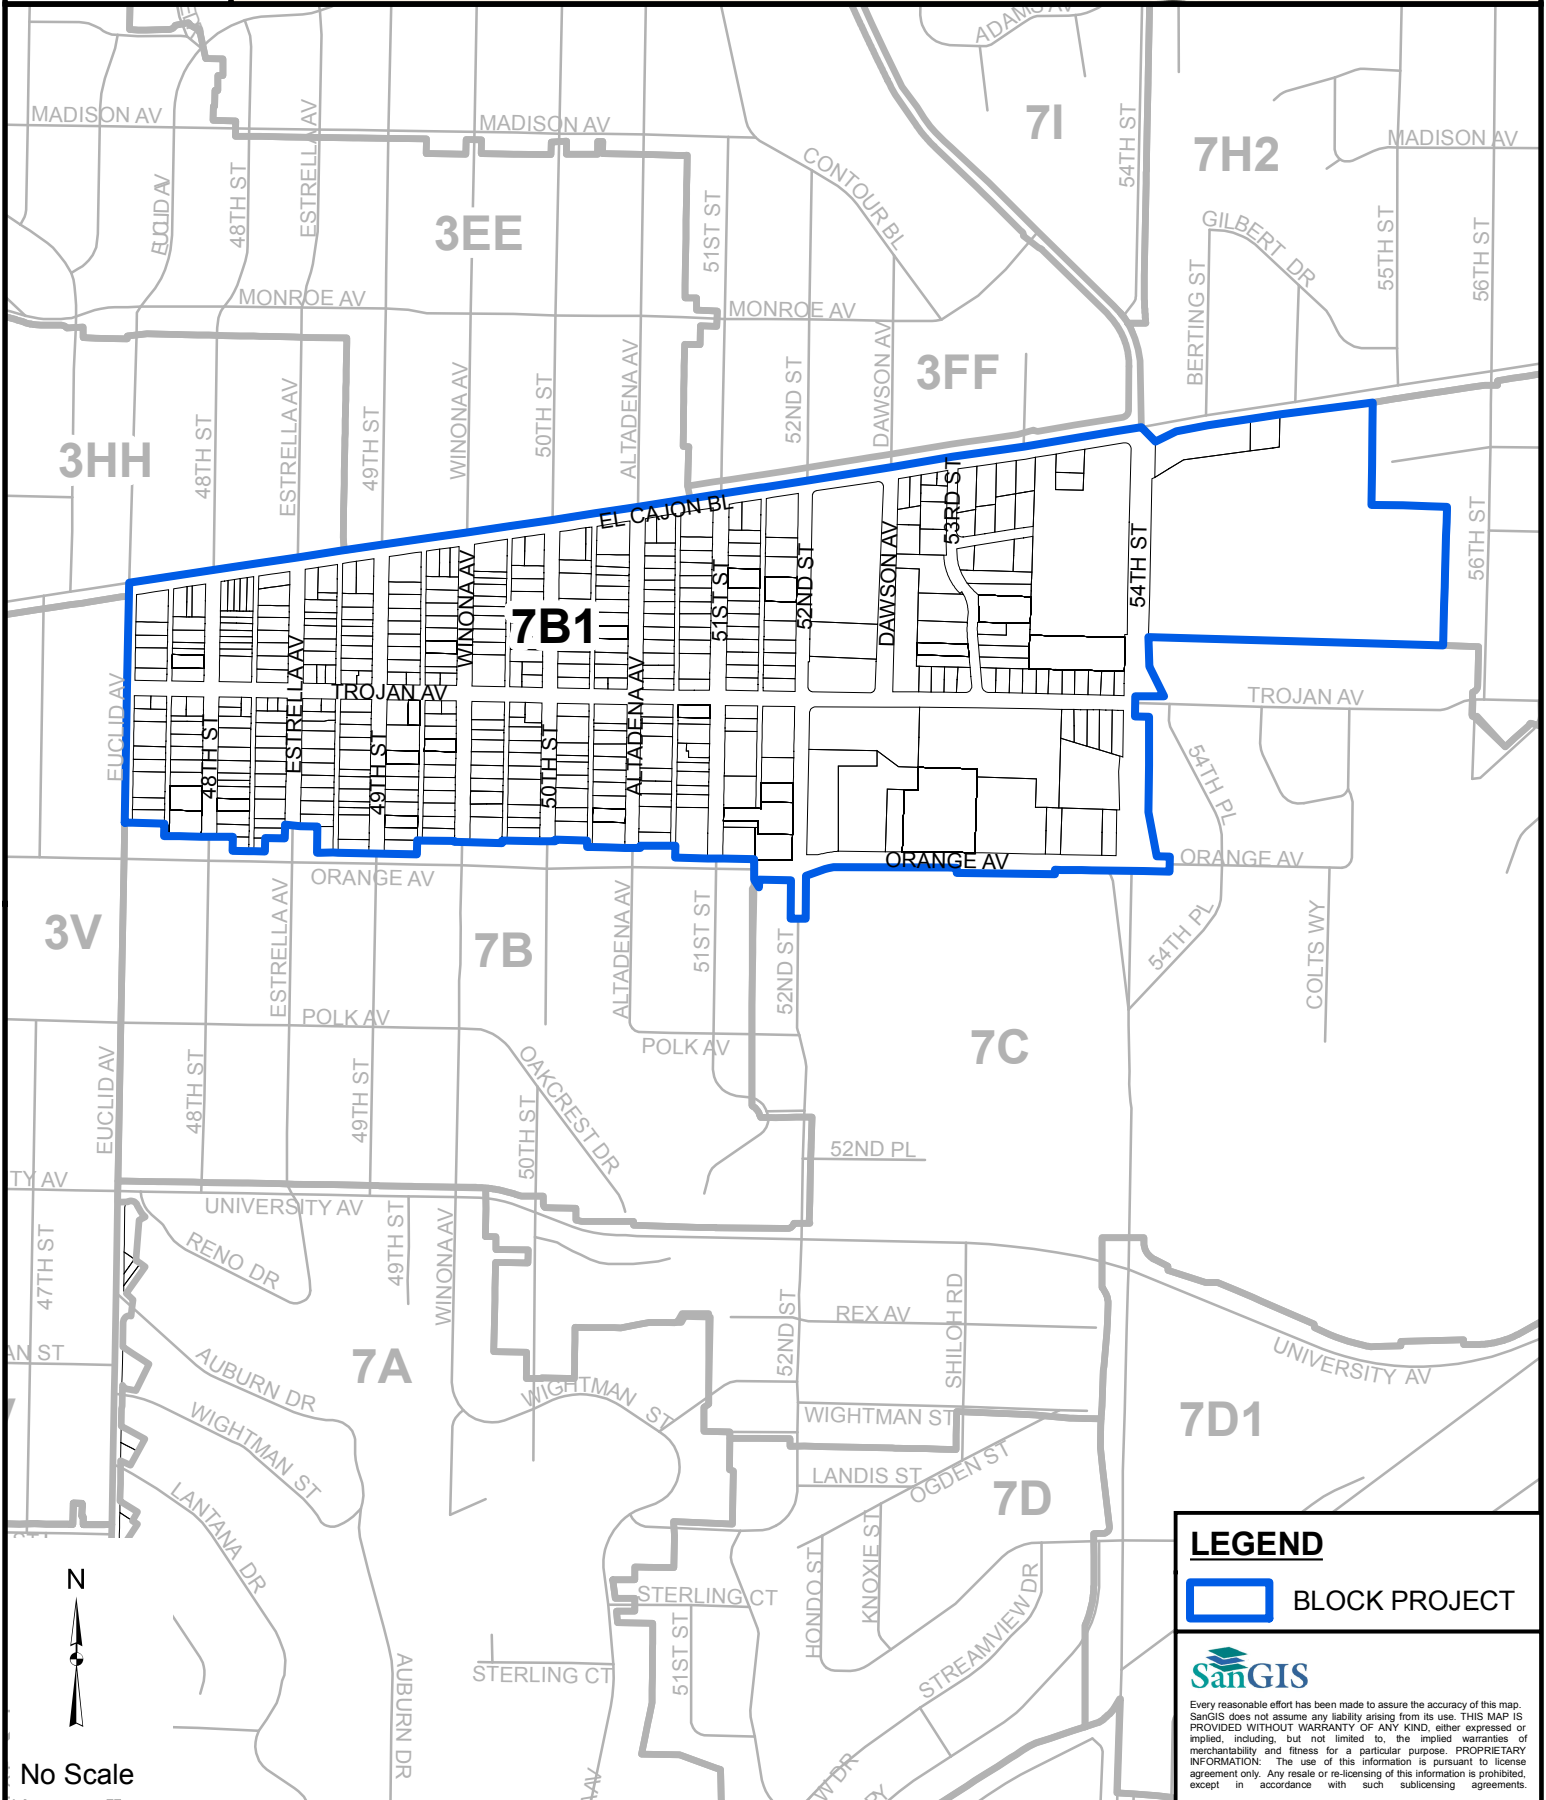 ADAMS AV
MADISON AV
MADISON AV
MADISON AV
7I
7H2
54TH ST
EUCLID AV
48TH ST
ESTRELLA AV
3EE
51ST ST
CONTOUR BL
GILBERT DR
55TH ST
56TH ST
MONROE AV
MONROE AV
BERTING ST
3FF
3HH
48TH ST
ESTRELLA AV
49TH ST
WINONA AV
50TH ST
ALTADENA AV
52ND ST
DAWSON AV
EL CAJON BL
53RD ST
56TH ST
WINONA AV
7B1
51ST ST
52ND ST
DAWSON AV
54TH ST
EUCLID AV
ESTRELLA AV
TROJAN AV
ALTADENA AV
TROJAN AV
48TH ST
49TH ST
50TH ST
54TH PL
ORANGE AV
ORANGE AV
ORANGE AV
3V
7B
ESTRELLA AV
ALTADENA AV
51ST ST
52ND ST
54TH PL
COLTS WY
POLK AV
POLK AV
7C
EUCLID AV
48TH ST
49TH ST
50TH ST
OAKCREST DR
52ND PL
TY AV
UNIVERSITY AV
47TH ST
RENO DR
49TH ST
WINONA AV
52ND ST
REX AV
SHILOH RD
UNIVERSITY AV
AN ST
AUBURN DR
7A
WIGHTMAN ST
WIGHTMAN ST
WIGHTMAN ST
7D1
LANTANA DR
LANDIS ST
OGDEN ST
7D
HONDO ST
KNOXIE ST
STREAMVIEW DR
STERLING CT
STERLING CT
51ST ST
AUBURN DR
AV
W DR
N
No Scale
LEGEND
BLOCK PROJECT
SanGIS
Every reasonable effort has been made to assure the accuracy of this map.
SanGIS does not assume any liability arising from its use. THIS MAP IS
PROVIDED WITHOUT WARRANTY OF ANY KIND, either expressed or
implied, including, but not limited to, the implied warranties of
merchantability and fitness for a particular purpose. PROPRIETARY
INFORMATION: The use of this information is pursuant to license
agreement only. Any resale or re-licensing of this information is prohibited,
except in accordance with such sublicensing agreements.